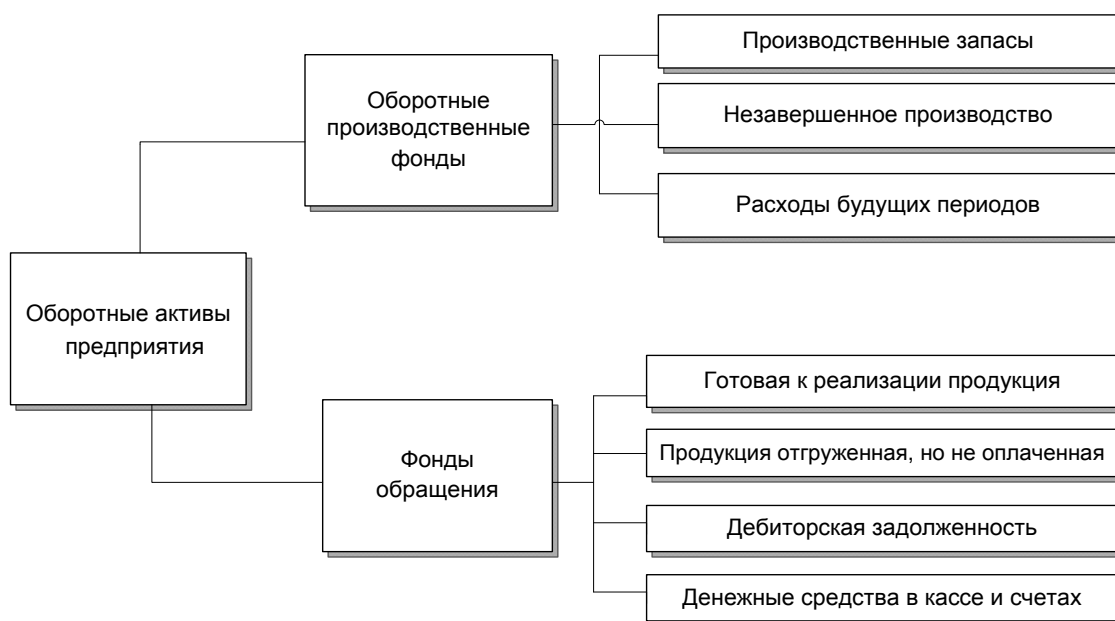 Производственные запасы
Оборотные
производственные
фонды
Незавершенное производство
Расходы будущих периодов
Оборотные активы
предприятия
Готовая к реализации продукция
Фонды
обращения
Продукция отгруженная, но не оплаченная
Дебиторская задолженность
Денежные средства в кассе и счетах